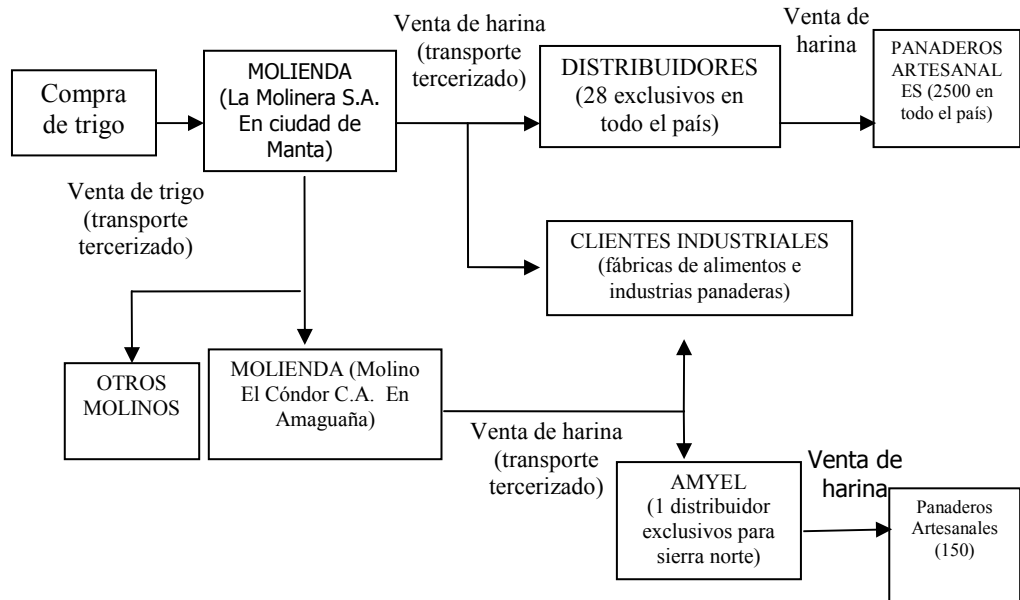 Compra
de trigo
MOLIENDA
(La Molinera S.A.
En ciudad de
Manta)
Venta de harina
(transporte
tercerizado)
DISTRIBUIDORES
(28 exclusivos en
todo el país)
Venta de
harina
PANADEROS
ARTESANAL
ES (2500 en
todo el país)
Venta de trigo
(transporte
tercerizado)
CLIENTES INDUSTRIALES
(fábricas de alimentos e
industrias panaderas)
OTROS
MOLINOS
MOLIENDA (Molino
El Cóndor C.A. En
Amaguaña)
Venta de harina
(transporte
tercerizado)
AMYEL
(1 distribuidor
exclusivos para
sierra norte)
Venta de
harina
Panaderos
Artesanales
(150)